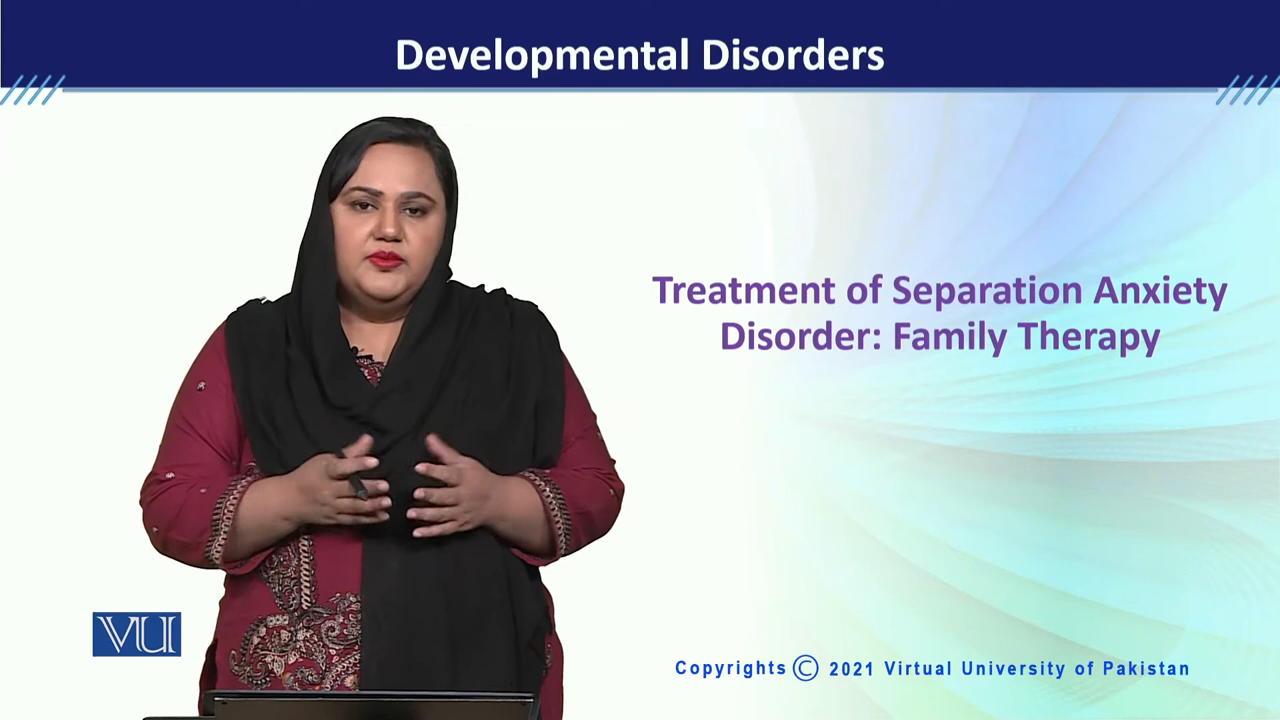 Developmental Disorders
Treatment of Separation Anxiety
Disorder: Family Therapy
VU
Copyrights © 2021 Virtual University of Pakistan